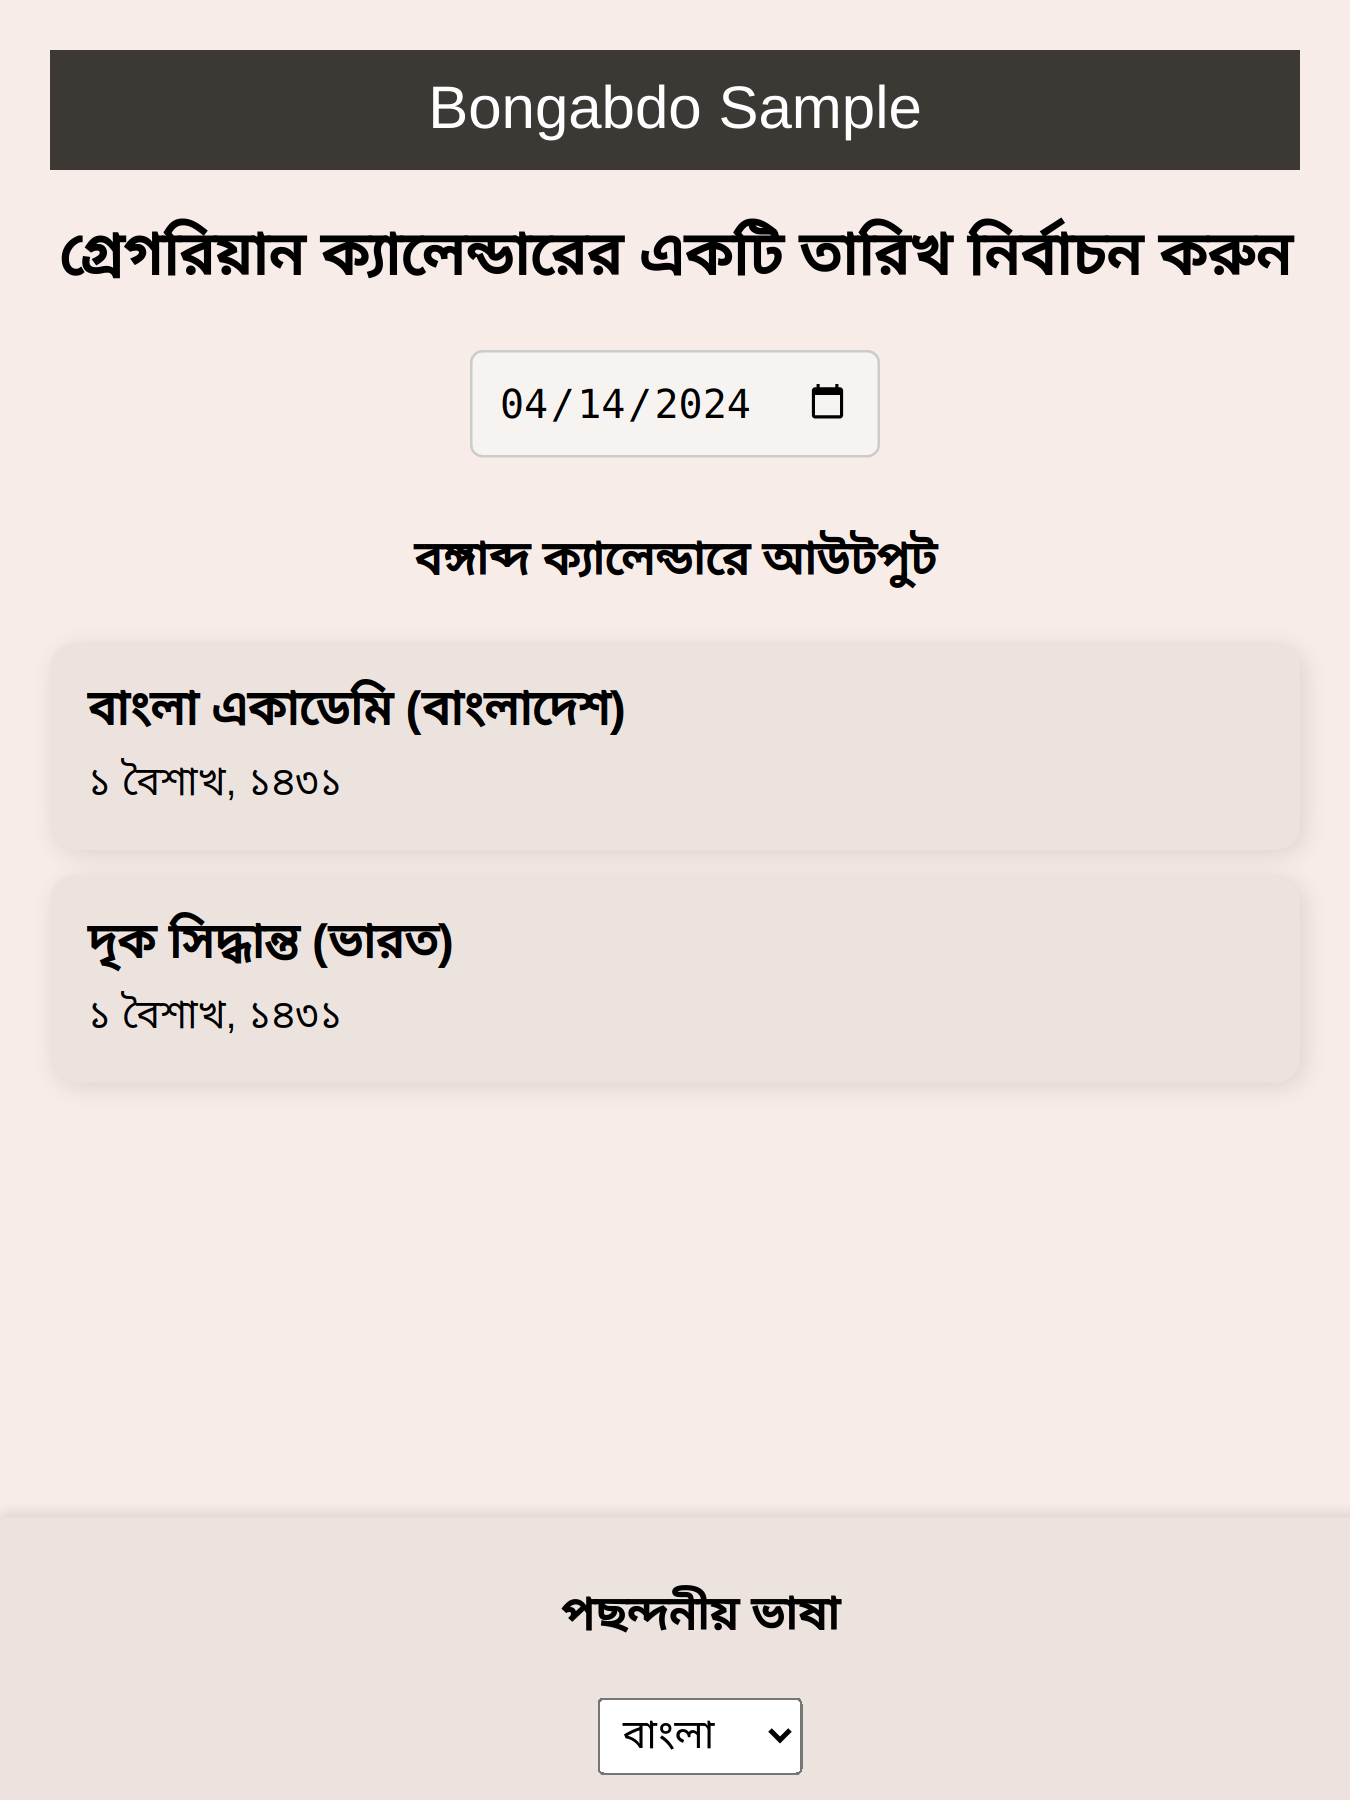 Bongabdo Sample
গ্রেগরিয়ান ক্যালেন্ডারের একটি তারিখ নির্বাচন করুন
04/14/2024
বঙ্গাব্দ ক্যালেন্ডারে আউটপুট
বাংলা একাডেমি (বাংলাদেশ)
১ বৈশাখ, ১৪৩১
দৃক সিদ্ধান্ত (ভারত)
১ বৈশাখ, ১৪৩১
পছন্দনীয় ভাষা
বাংলা